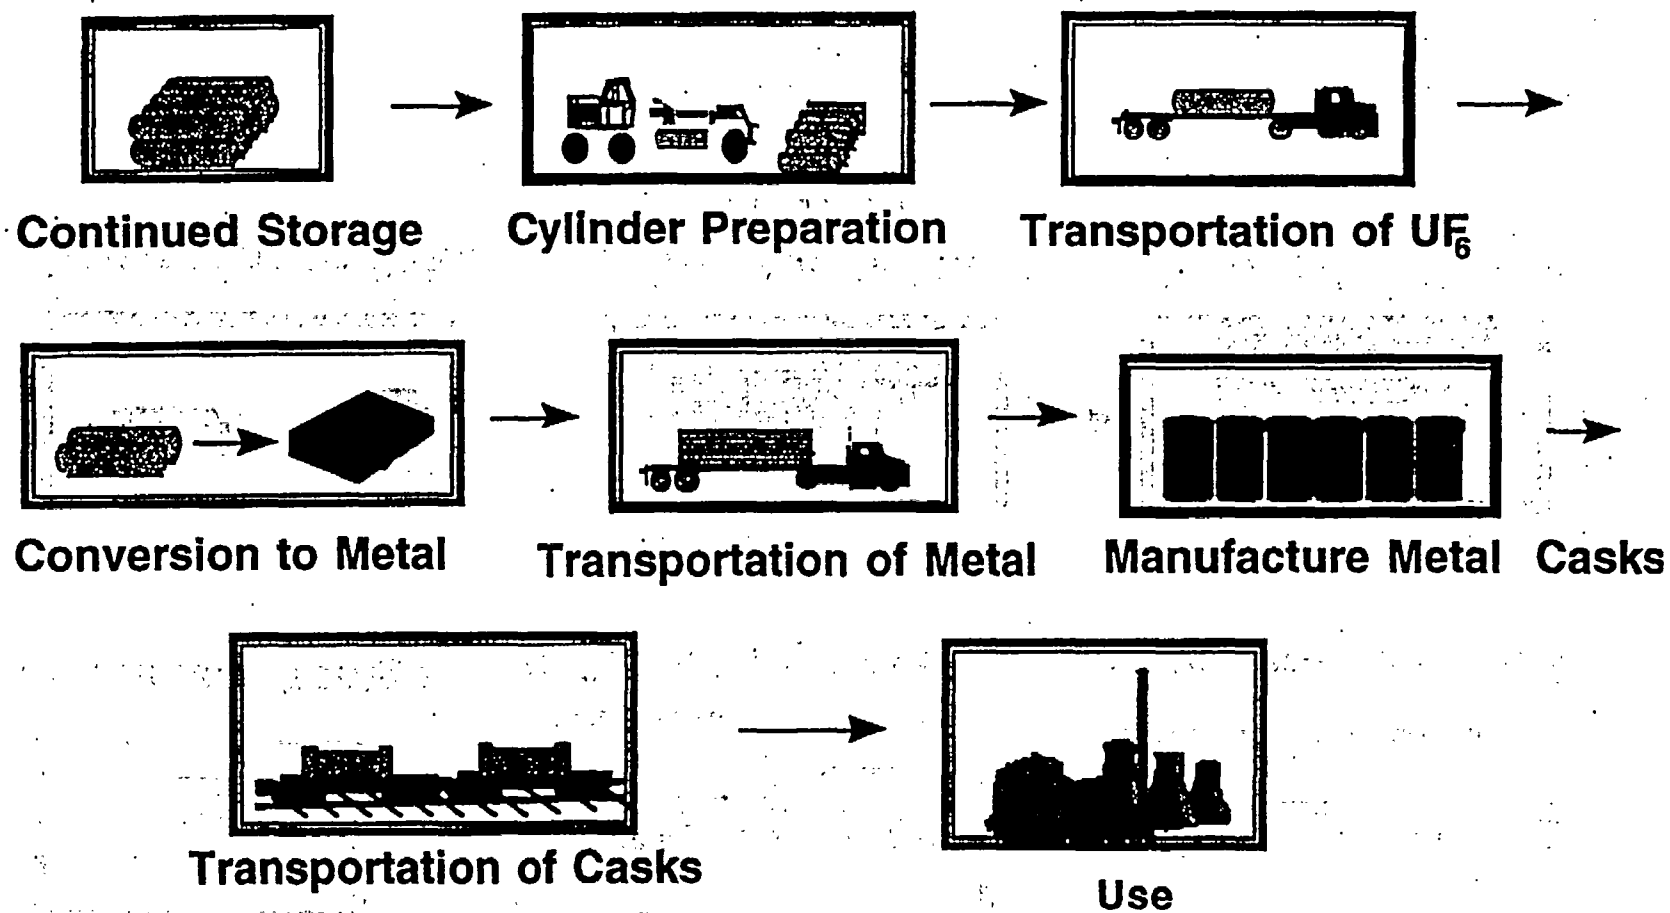 Continued Storage
Cylinder Preparation
Transportation of UF6
Conversion to Metal
Transportation of Metal
Manufacture Metal Casks
Transportation of Casks
Use